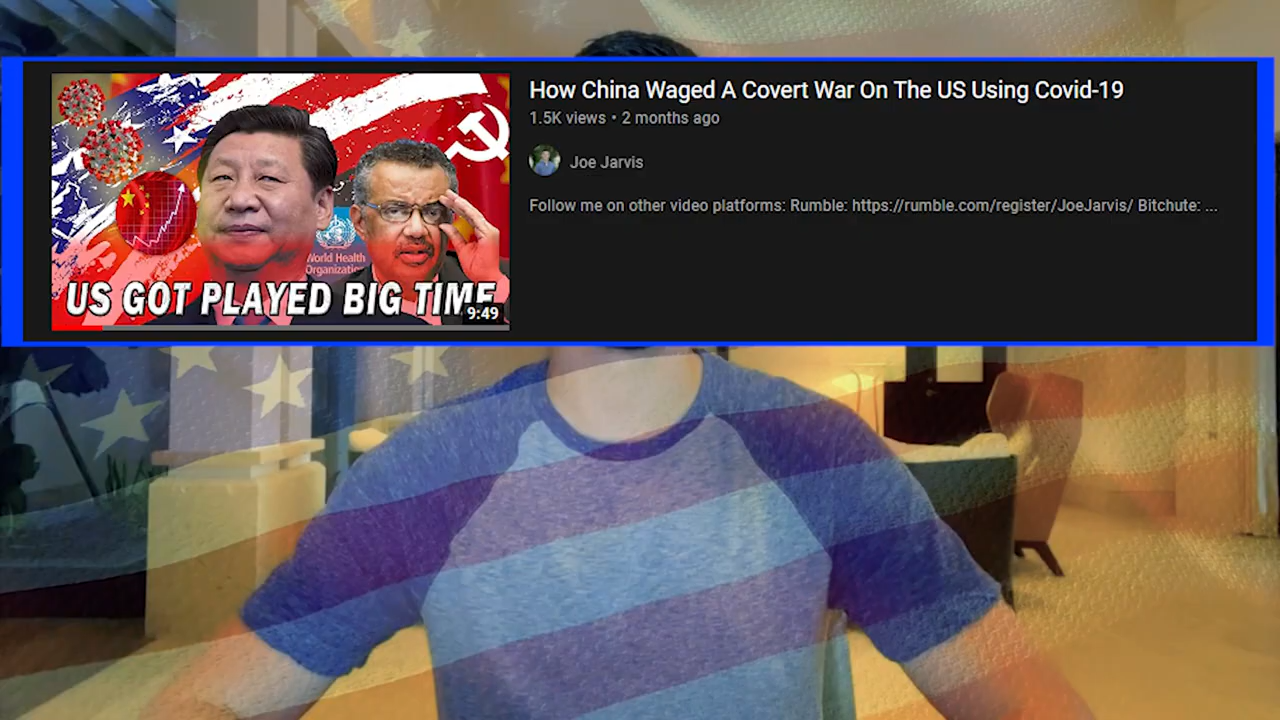 How China Waged A Covert War On The US Using Covid-19
1.5K views • 2 months ago
Joe Jarvis
Follow me on other video platforms: Rumble: https://rumble.com/register/JoeJarvis/ Bitchute: ...
World Health
Organization
US GOT PLAYED BIG TIME
9:49